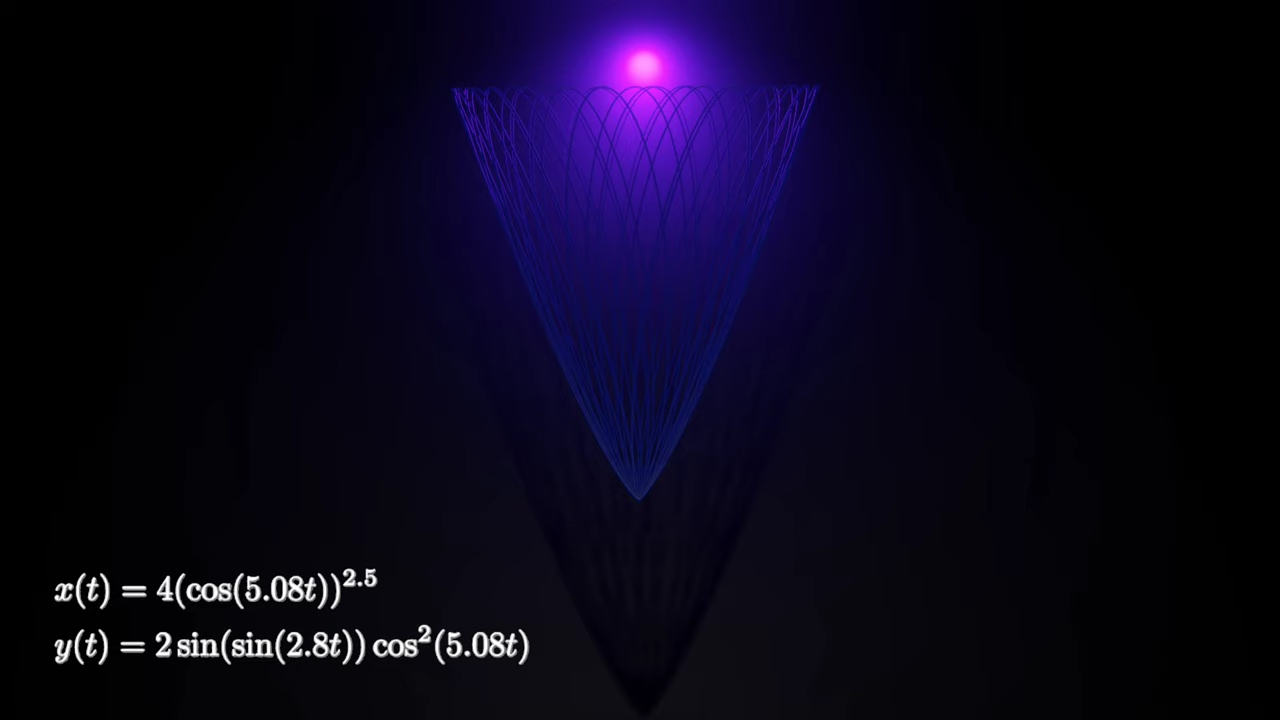 x(t) = 4(cos(5.08t))^{2.5}
y(t) = 2 sin(sin(2.8t)) cos^2(5.08t)